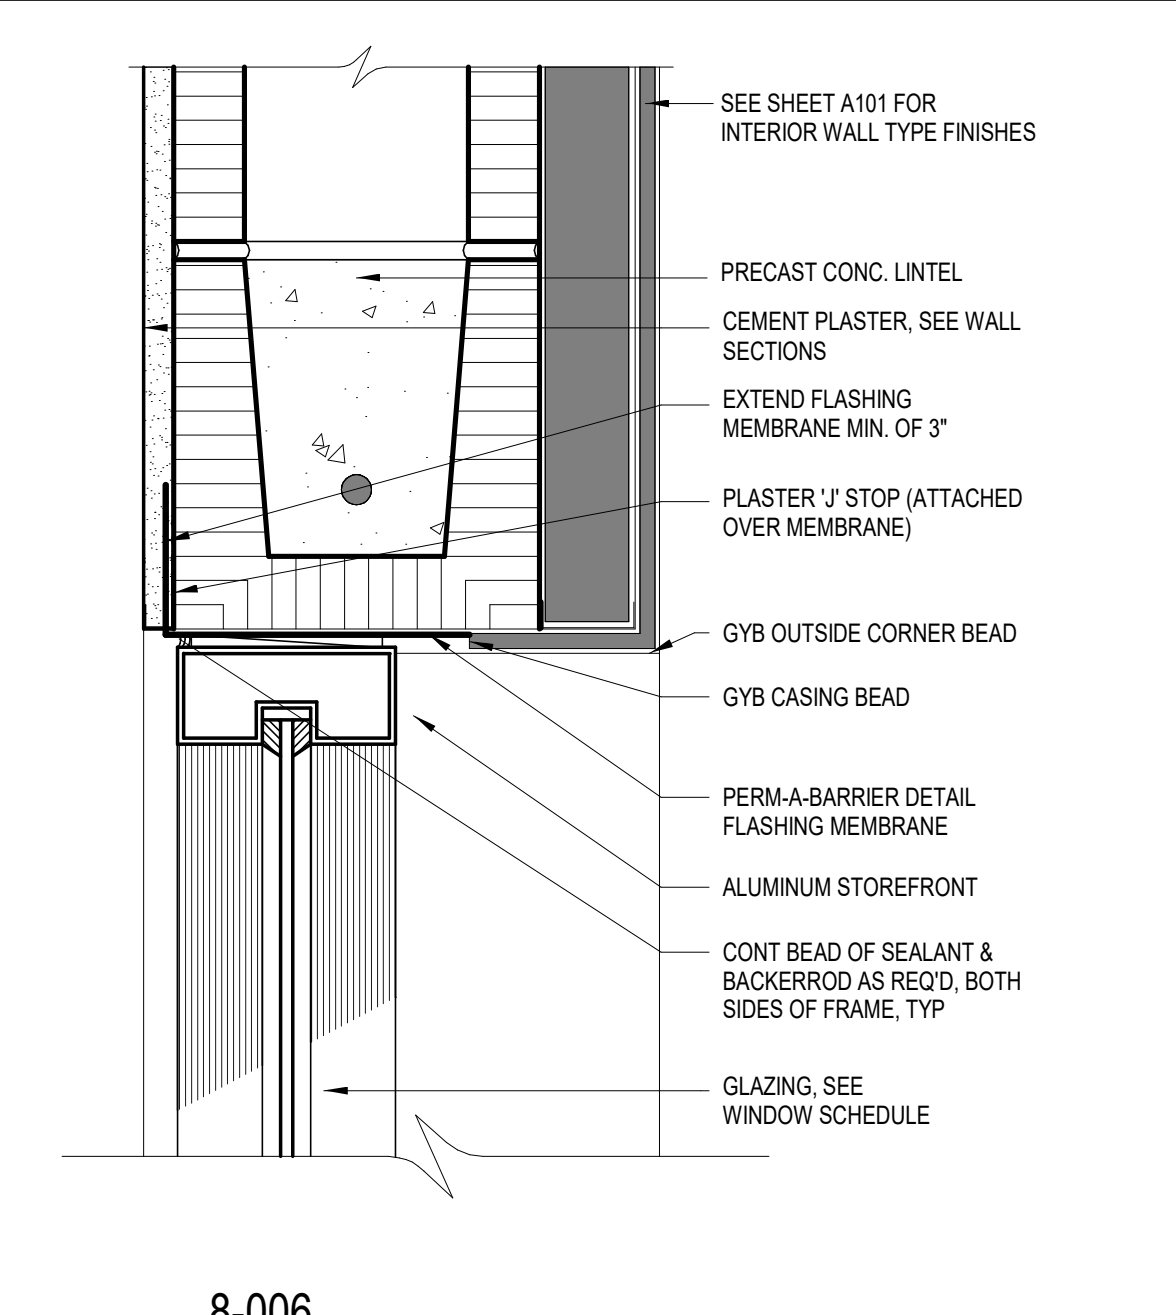 SEE SHEET A101 FOR
INTERIOR WALL TYPE FINISHES
PRECAST CONC. LINTEL
CEMENT PLASTER, SEE WALL
SECTIONS
EXTEND FLASHING
MEMBRANE MIN. OF 3"
PLASTER 'J' STOP (ATTACHED
OVER MEMBRANE)
GYB OUTSIDE CORNER BEAD
GYB CASING BEAD
PERM-A-BARRIER DETAIL
FLASHING MEMBRANE
ALUMINUM STOREFRONT
CONT BEAD OF SEALANT &
BACKERROD AS REQ'D, BOTH
SIDES OF FRAME, TYP
GLAZING, SEE
WINDOW SCHEDULE
8-006